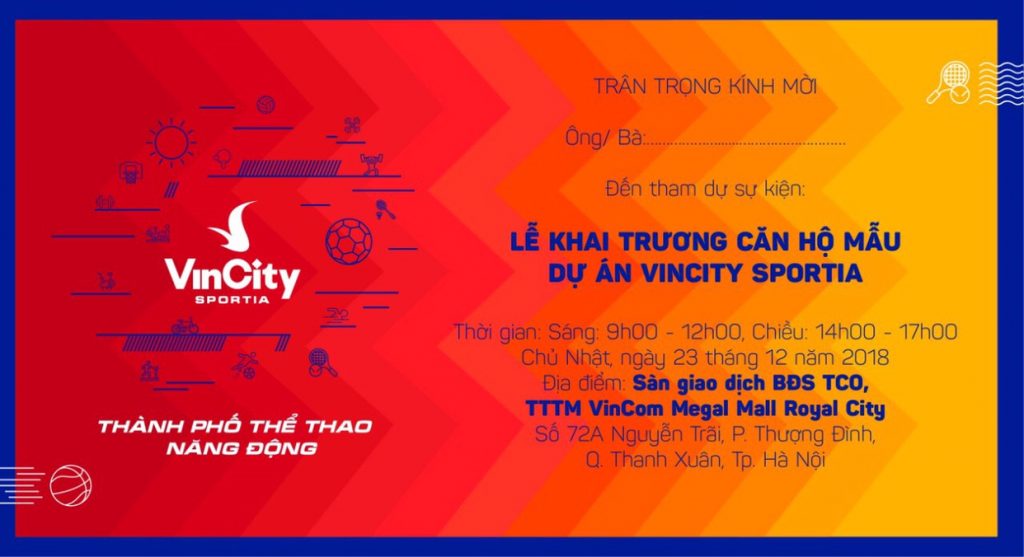 VinCity
SPORTIA
THÀNH PHỐ THỂ THAO
NĂNG ĐỘNG
TRÂN TRỌNG KÍNH MỜI
Ông/ Bà:..................................................
Đến tham dự sự kiện:
LỄ KHAI TRƯƠNG CĂN HỘ MẪU
DỰ ÁN VINCITY SPORTIA
Thời gian: Sáng: 9h00 - 12h00, Chiều: 14h00 - 17h00
Chủ Nhật, ngày 23 tháng 12 năm 2018
Địa điểm: Sàn giao dịch BĐS TCO,
TTTM VinCom Megal Mall Royal City
Số 72A Nguyễn Trãi, P. Thượng Đình,
Q. Thanh Xuân, Tp. Hà Nội